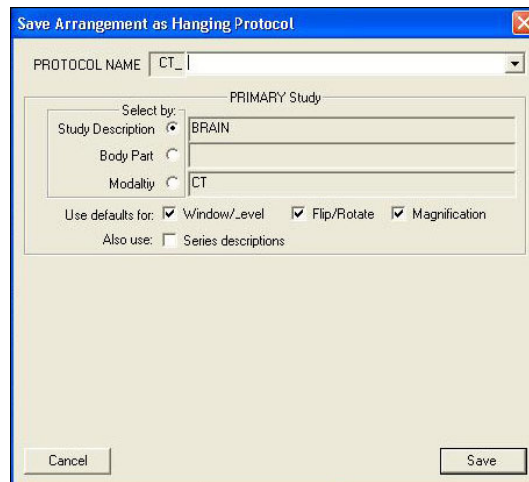 Save Arrangement as Hanging Protocol
PROTOCOL NAME CT_
PRIMARY Study
Select by:
Study Description BRAIN
Body Part
Modaltiy CT
Use defaults for: Window/Level Flip/Rotate Magnification
Also use: Series descriptions
Cancel Save